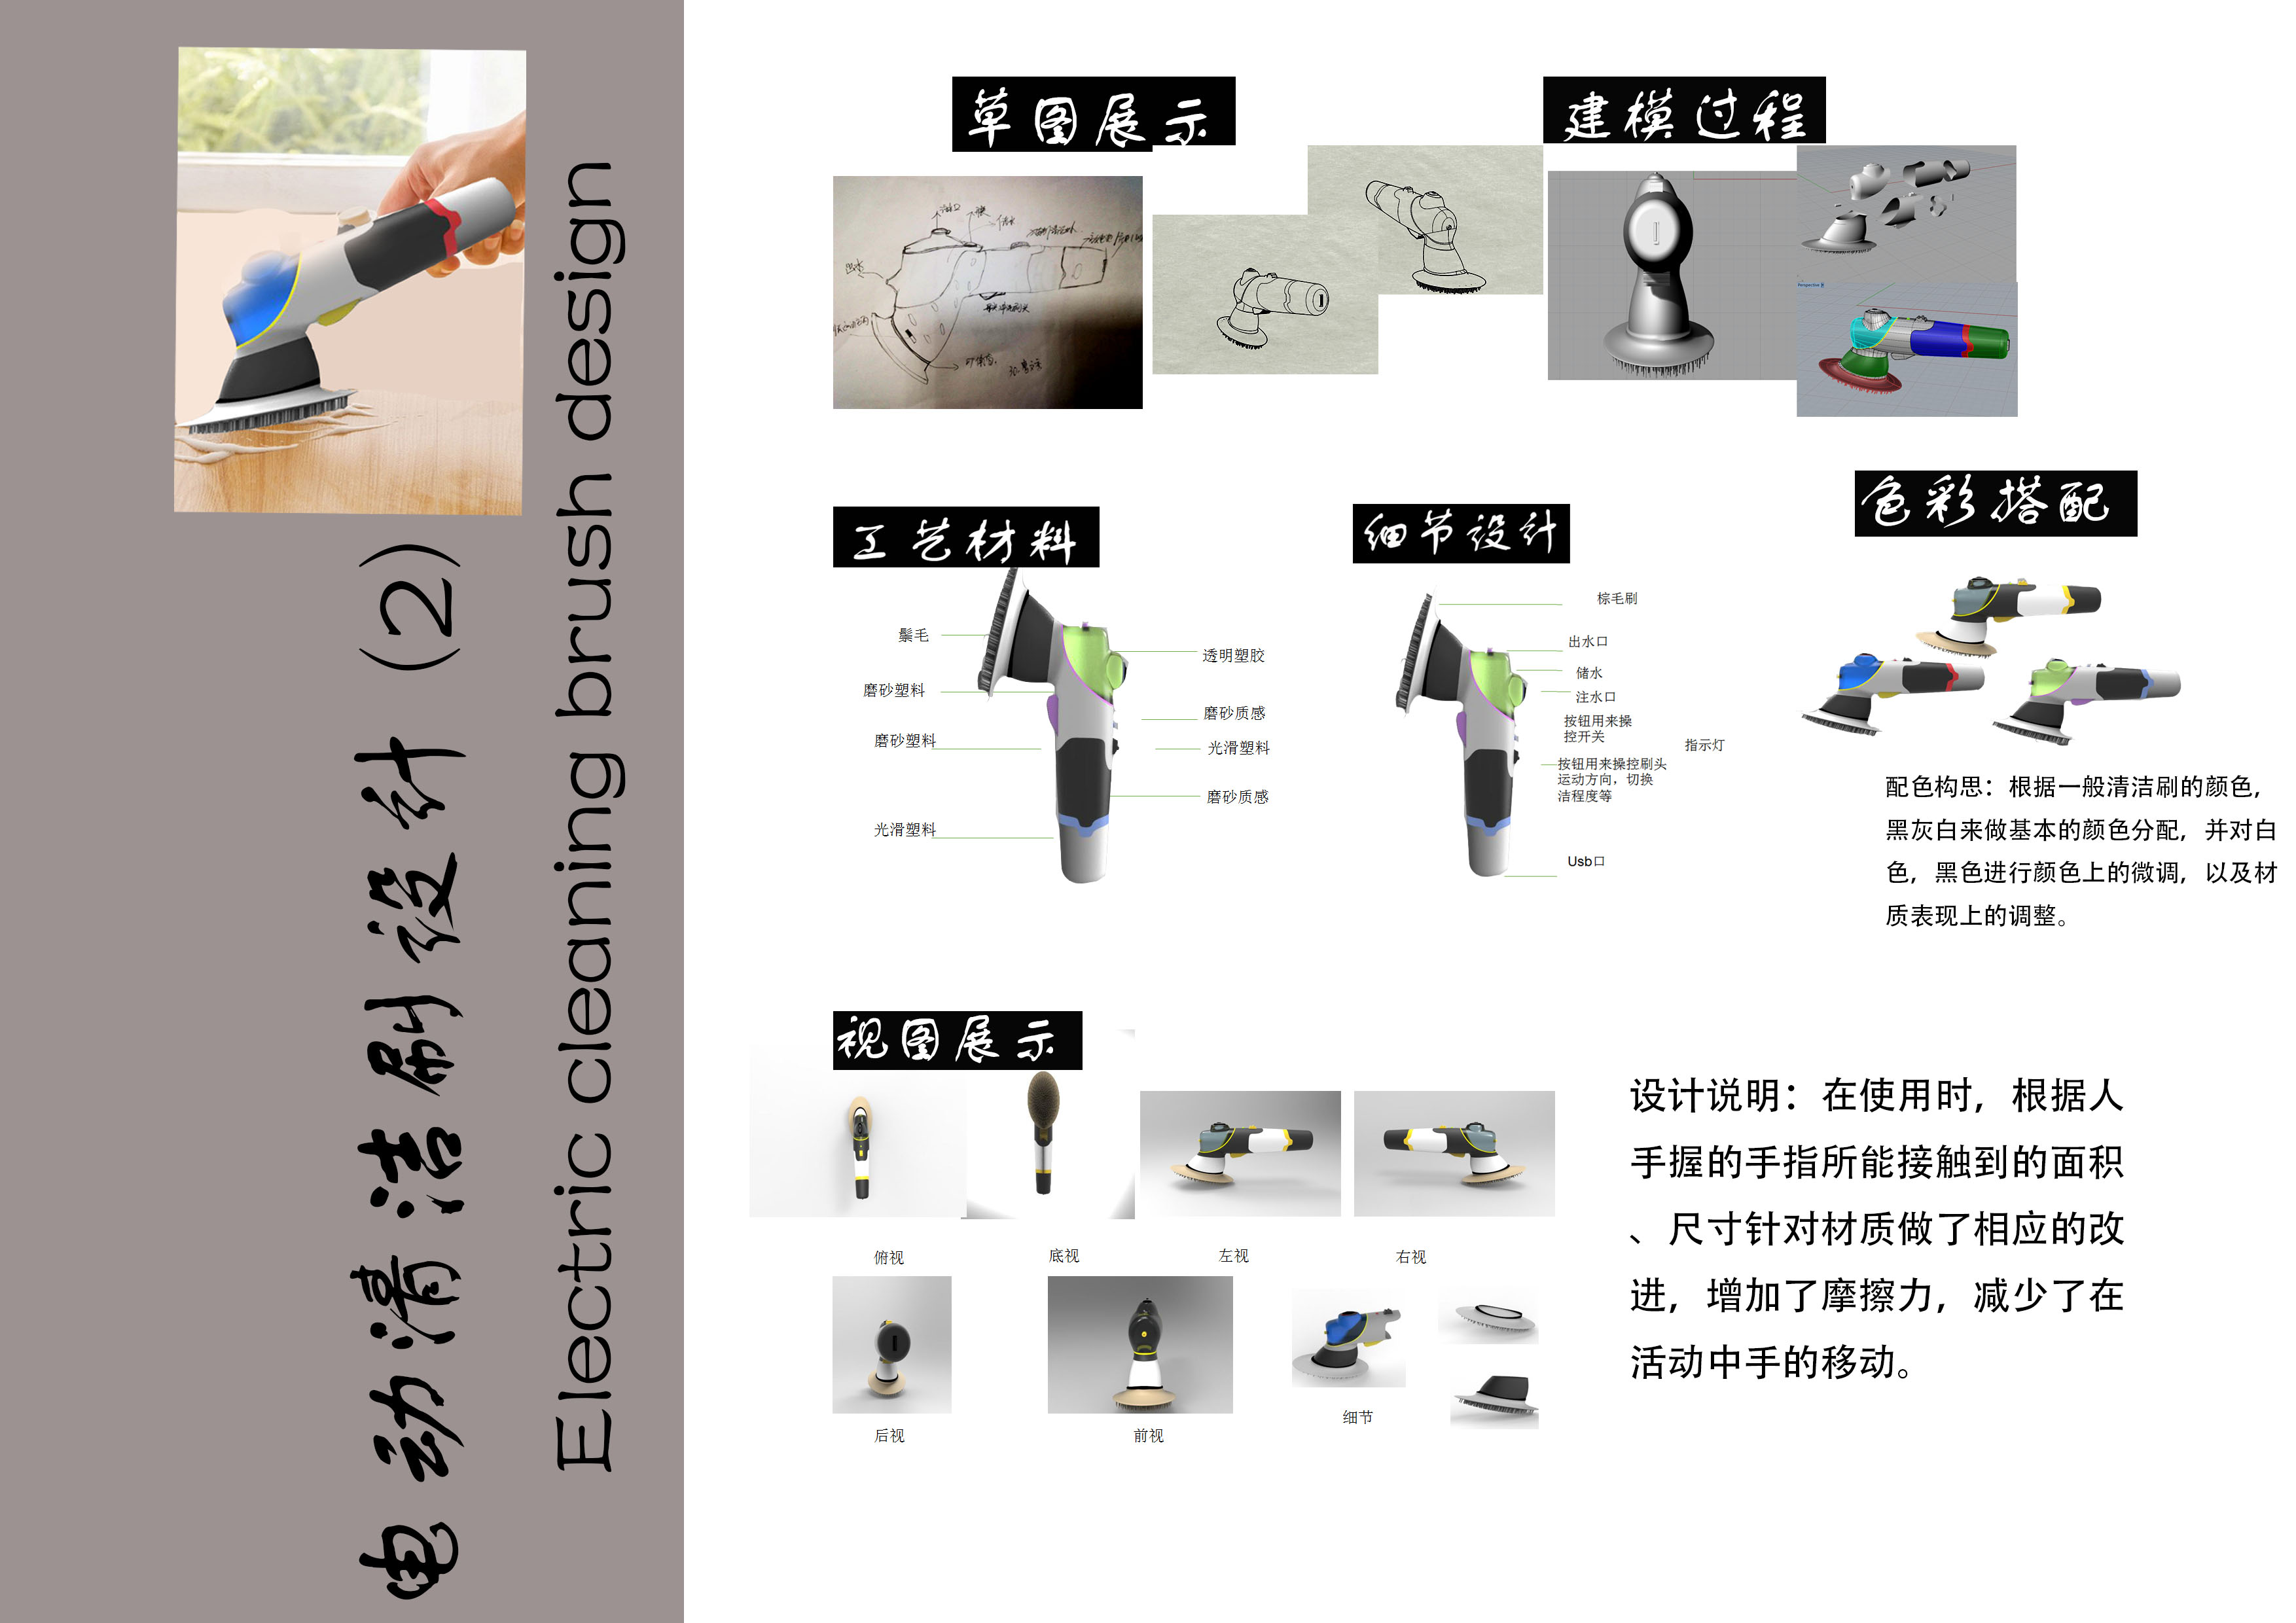 电动清洁刷设计（2）
Electric cleaning brush design
草图展示
建模过程
Perspective
工艺材料
鬃毛
磨砂塑料
磨砂塑料
光滑塑料
透明塑胶
磨砂质感
光滑塑料
磨砂质感
细节设计
棕毛刷
出水口
储水
注水口
按钮用来操
控开关
指示灯
按钮用来操控刷头
运动方向，切换
洁程度等
Usb口
色彩搭配
配色构思：根据一般清洁刷的颜色，
黑灰白来做基本的颜色分配，并对白
色，黑色进行颜色上的微调，以及材
质表现上的调整。
视图展示
俯视
底视
左视
右视
后视
前视
细节
设计说明：在使用时，根据人
手握的手指所能接触到的面积
、尺寸针对材质做了相应的改
进，增加了摩擦力，减少了在
活动中手的移动。